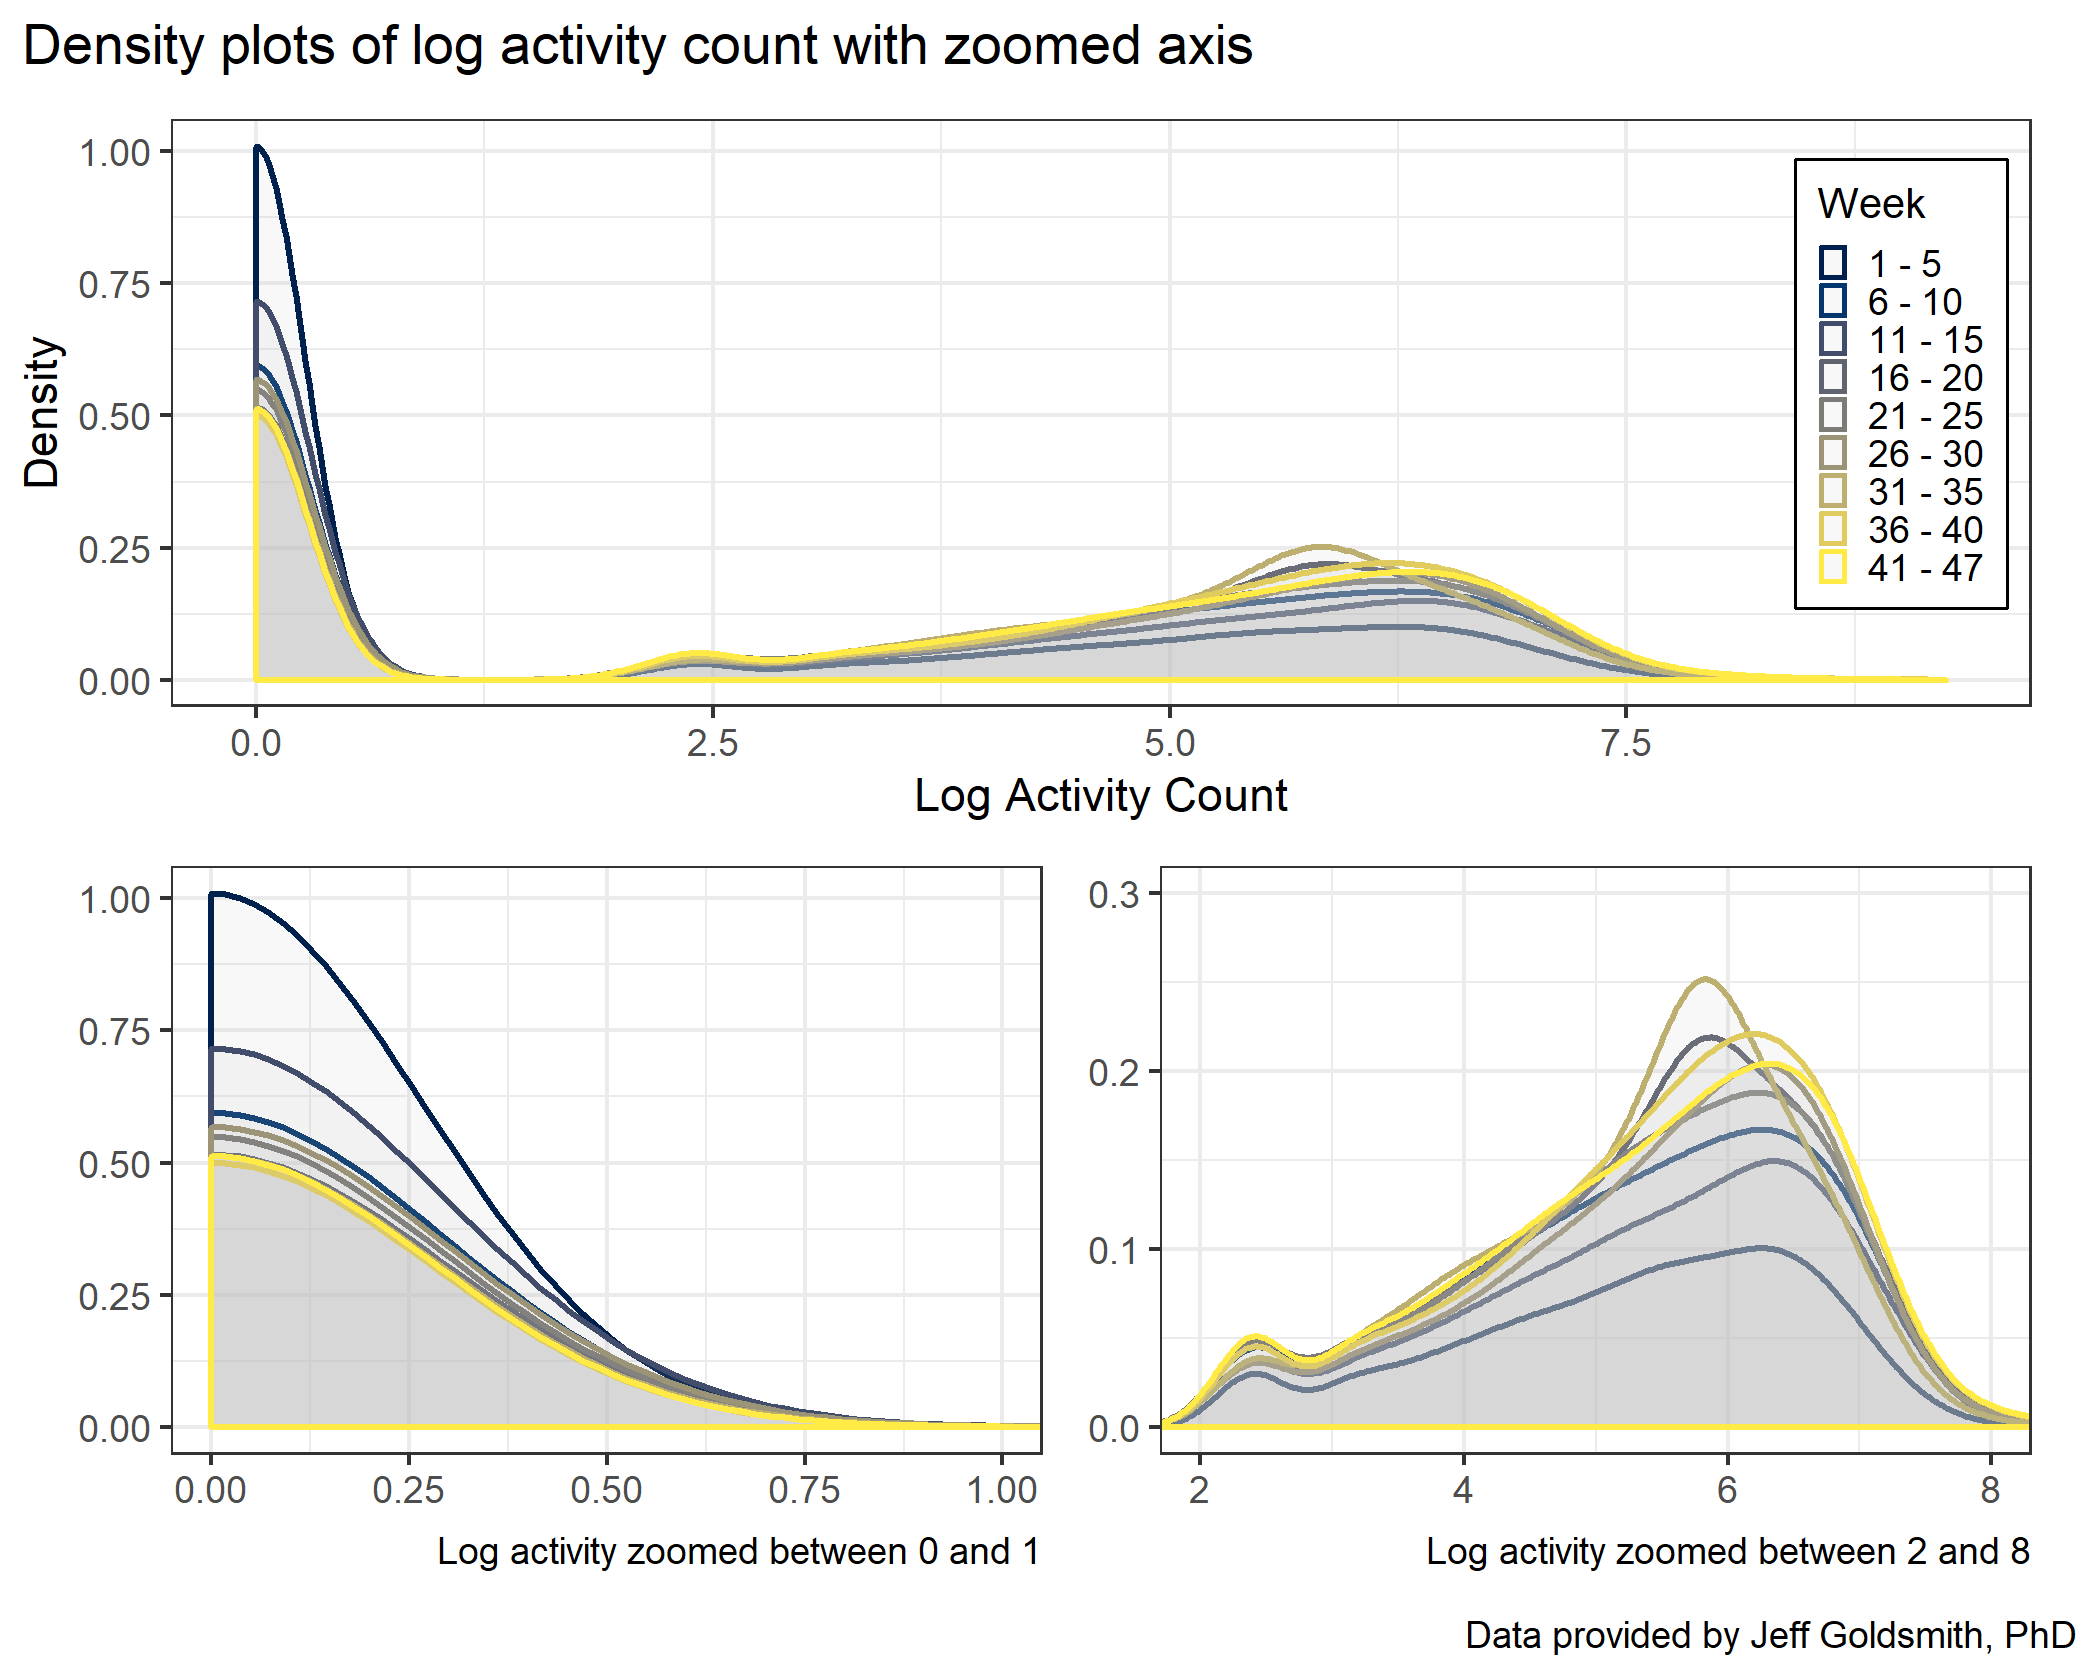 Density plots of log activity count with zoomed axis
Density
1.00
0.75
0.50
0.25
0.00
0.0 2.5 5.0 7.5
Log Activity Count
Week
1 - 5
6 - 10
11 - 15
16 - 20
21 - 25
26 - 30
31 - 35
36 - 40
41 - 47
1.00
0.75
0.50
0.25
0.00
0.00 0.25 0.50 0.75 1.00
Log activity zoomed between 0 and 1
0.3
0.2
0.1
0.0
2 4 6 8
Log activity zoomed between 2 and 8
Data provided by Jeff Goldsmith, PhD